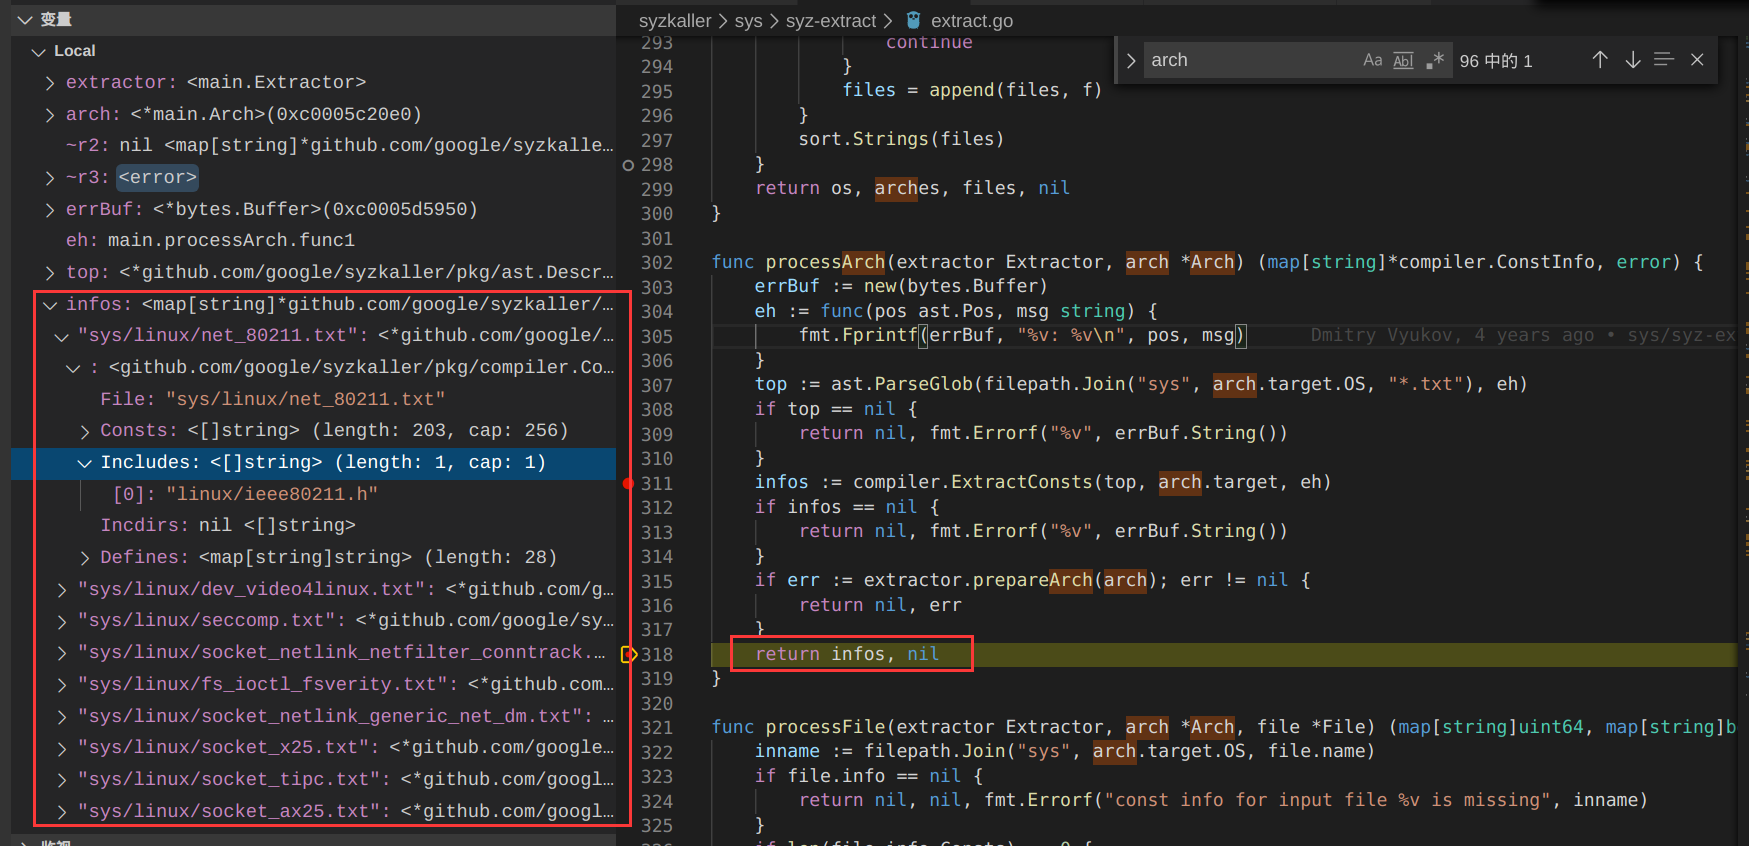 变量
Local
extractor: <main.Extractor>
arch: <*main.Arch>(0xc0005c20e0)
~r2: nil <map[string]*github.com/google/syzkalle…
~r3: <error>
errBuf: <*bytes.Buffer>(0xc0005d5950)
eh: main.processArch.func1
top: <*github.com/google/syzkaller/pkg/ast.Descr…
infos: <map[string]*github.com/google/syzkaller/…
"sys/linux/net_80211.txt": <*github.com/google/…
: <github.com/google/syzkaller/pkg/compiler.Co…
File: "sys/linux/net_80211.txt"
Consts: <[]string> (length: 203, cap: 256)
Includes: <[]string> (length: 1, cap: 1)
[0]: "linux/ieee80211.h"
Incdirs: nil <[]string>
Defines: <map[string]string> (length: 28)
"sys/linux/dev_video4linux.txt": <*github.com/g…
"sys/linux/seccomp.txt": <*github.com/google/sy…
"sys/linux/socket_netlink_netfilter_conntrack.…
"sys/linux/fs_ioctl_fsverity.txt": <*github.com…
"sys/linux/socket_netlink_generic_net_dm.txt": …
"sys/linux/socket_x25.txt": <*github.com/google…
"sys/linux/socket_tipc.txt": <*github.com/googl…
"sys/linux/socket_ax25.txt": <*github.com/googl…
监视
syzkaller > sys > syz-extract > extract.go
arch Aa Abl .* 96 中的 1
293 continue
294 }
295 files = append(files, f)
296 }
297 sort.Strings(files)
298 }
299 return os, arches, files, nil
300 }
301
302 func processArch(extractor Extractor, arch *Arch) (map[string]*compiler.ConstInfo, error) {
303 errBuf := new(bytes.Buffer)
304 eh := func(pos ast.Pos, msg string) {
305 fmt.Fprintf(errBuf, "%v: %v\n", pos, msg) Dmitry Vyukov, 4 years ago • sys/syz-ex
306 }
307 top := ast.ParseGlob(filepath.Join("sys", arch.target.OS, "*.txt"), eh)
308 if top == nil {
309 return nil, fmt.Errorf("%v", errBuf.String())
310 }
311 infos := compiler.ExtractConsts(top, arch.target, eh)
312 if infos == nil {
313 return nil, fmt.Errorf("%v", errBuf.String())
314 }
315 if err := extractor.prepareArch(arch); err != nil {
316 return nil, err
317 }
318 return infos, nil
319 }
320
321 func processFile(extractor Extractor, arch *Arch, file *File) (map[string]uint64, map[string]b
322 inname := filepath.Join("sys", arch.target.OS, file.name)
323 if file.info == nil {
324 return nil, nil, fmt.Errorf("const info for input file %v is missing", inname)
325 }
326 if len(file.info.Consts) == 0 {